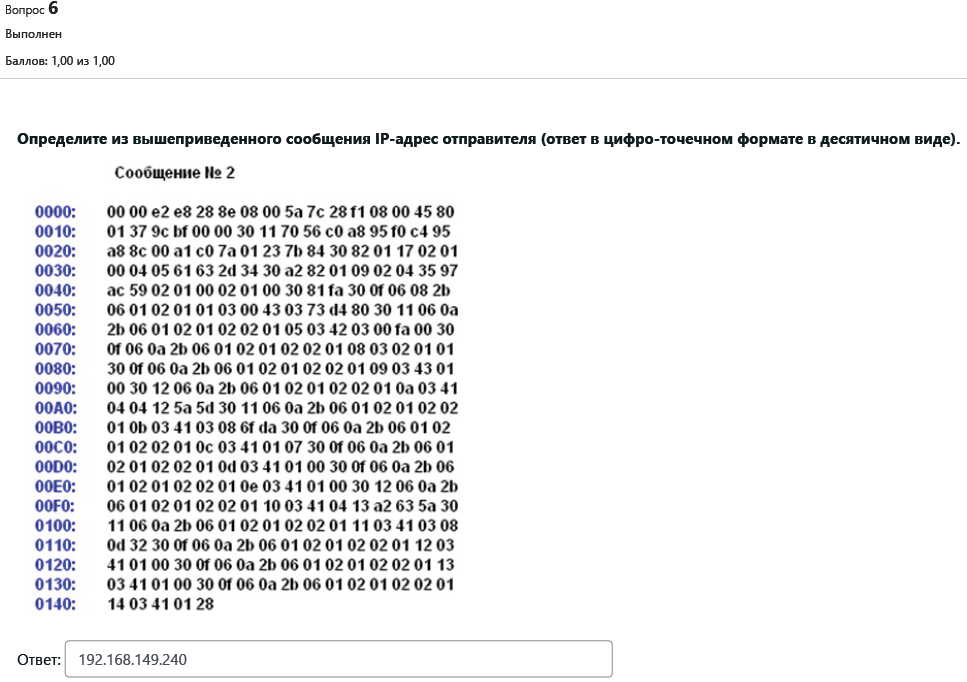 Вопрос 6
Выполнен
Баллов: 1,00 из 1,00
Определите из вышеприведенного сообщения IP-адрес отправителя (ответ в цифро-точечном формате в десятичном виде).
Сообщение № 2
0000: 00 00 e2 e8 28 8e 08 00 5a 7c 28 f1 08 00 45 80
0010: 01 37 9c bf 00 00 30 11 70 56 c0 a8 95 f0 c4 95
0020: a8 8c 00 a1 c0 7a 01 23 7b 84 30 82 01 17 02 01
0030: 00 04 05 61 63 2d 34 30 a2 82 01 09 02 04 35 97
0040: ac 59 02 01 00 02 01 00 30 81 fa 30 0f 06 08 2b
0050: 06 01 02 01 01 03 00 43 03 73 d4 80 30 11 06 0a
0060: 2b 06 01 02 01 02 02 01 05 03 42 03 00 fa 00 30
0070: 0f 06 0a 2b 06 01 02 01 02 02 01 08 03 02 01 01
0080: 30 0f 06 0a 2b 06 01 02 01 02 02 01 09 03 43 01
0090: 00 30 12 06 0a 2b 06 01 02 01 02 02 01 0a 03 41
00A0: 04 04 12 5a 5d 30 11 06 0a 2b 06 01 02 01 02 02
00B0: 01 0b 03 41 03 08 6f da 30 0f 06 0a 2b 06 01 02
00C0: 01 02 02 01 0c 03 41 01 07 30 0f 06 0a 2b 06 01
00D0: 02 01 02 02 01 0d 03 41 01 00 30 0f 06 0a 2b 06
00E0: 01 02 01 02 02 01 0e 03 41 01 00 30 12 06 0a 2b
00F0: 06 01 02 01 02 02 01 10 03 41 04 13 a2 63 5a 30
0100: 11 06 0a 2b 06 01 02 01 02 02 01 11 03 41 03 08
0110: 0d 32 30 0f 06 0a 2b 06 01 02 01 02 02 01 12 03
0120: 41 01 00 30 0f 06 0a 2b 06 01 02 01 02 02 01 13
0130: 03 41 01 00 30 0f 06 0a 2b 06 01 02 01 02 02 01
0140: 14 03 41 01 28
Ответ: 192.168.149.240